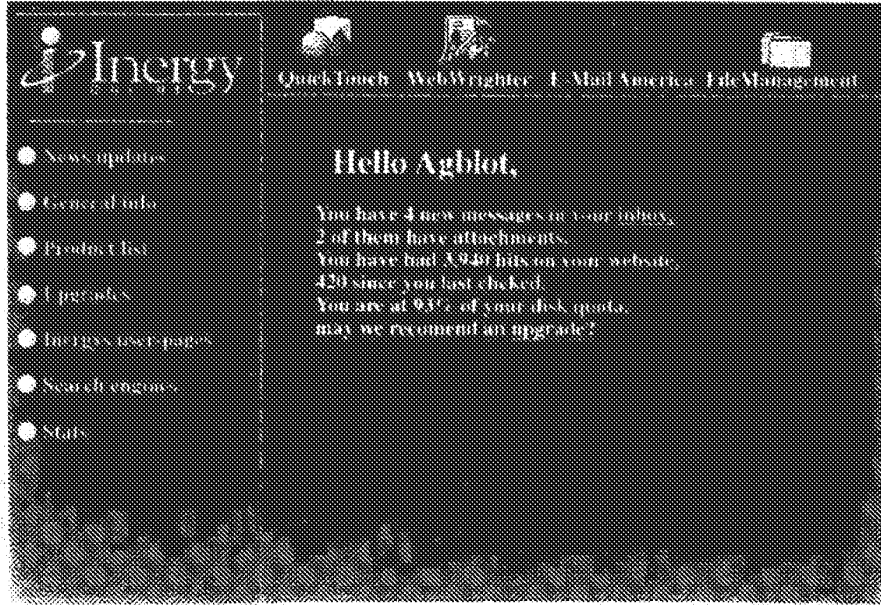 i Inergy
QuickTouch WebWrighter E-Mail America FileManagement
News updates
General info
Product list
Upgrades
Inergys user-pages
Search engines
Stats
Hello Agblot,
You have 4 new messages in your inbox,
2 of them have attachments.
You have had 3,940 hits on your website,
420 since you last checked.
You are at 93% of your disk quota,
may we recomend an upgrade?